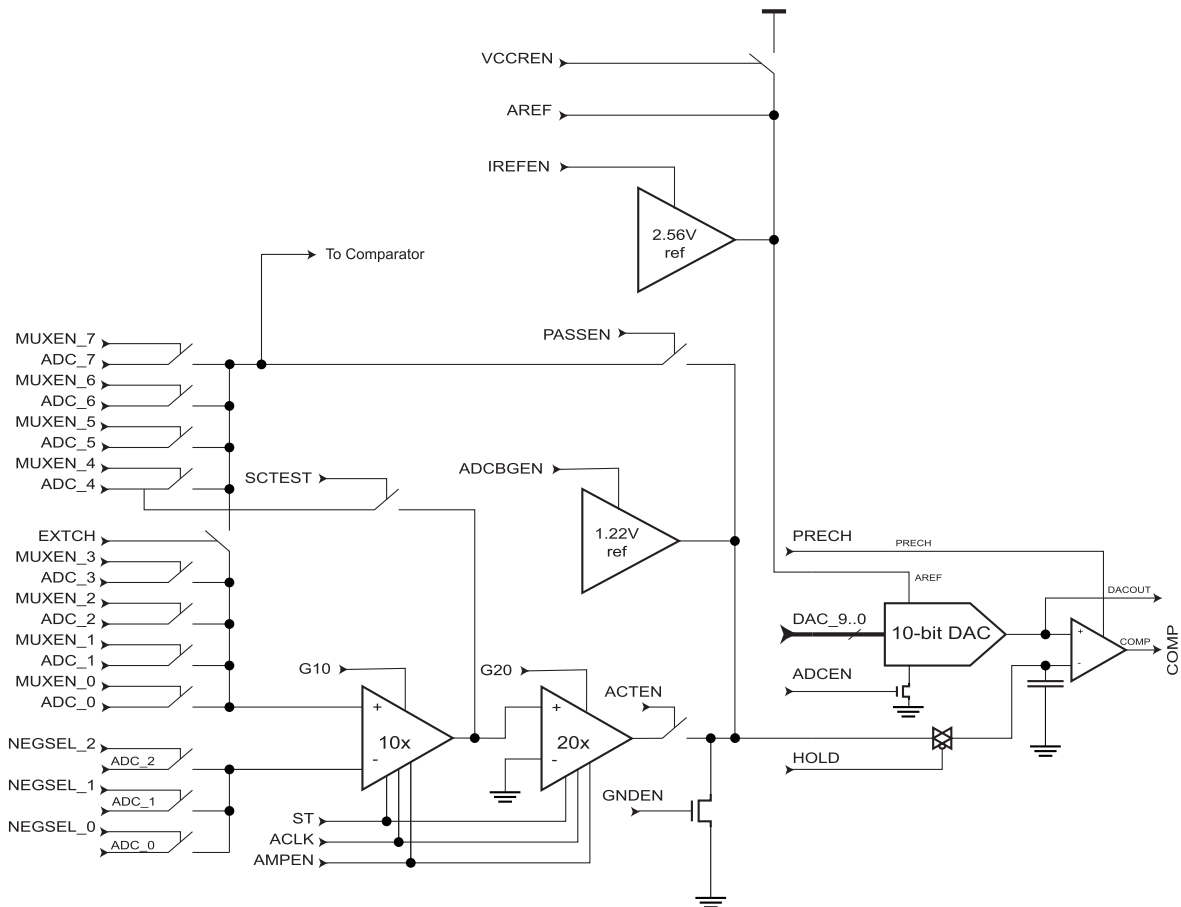 VCCREN
AREF
IREFEN
2.56V
ref
To Comparator
PASSEN
MUXEN_7
ADC_7
MUXEN_6
ADC_6
MUXEN_5
ADC_5
MUXEN_4
ADC_4
SCTEST
ADCBGEN
1.22V
ref
EXTCH
MUXEN_3
ADC_3
MUXEN_2
ADC_2
MUXEN_1
ADC_1
MUXEN_0
ADC_0
PRECH
PRECH
AREF
DACOUT
DAC_9..0
10-bit DAC
+
-
COMP
COMP
ADCEN
HOLD
G10
+
10x
-
G20
+
20x
-
ACTEN
NEGSEL_2
ADC_2
NEGSEL_1
ADC_1
NEGSEL_0
ADC_0
GNDEN
ST
ACLK
AMPEN